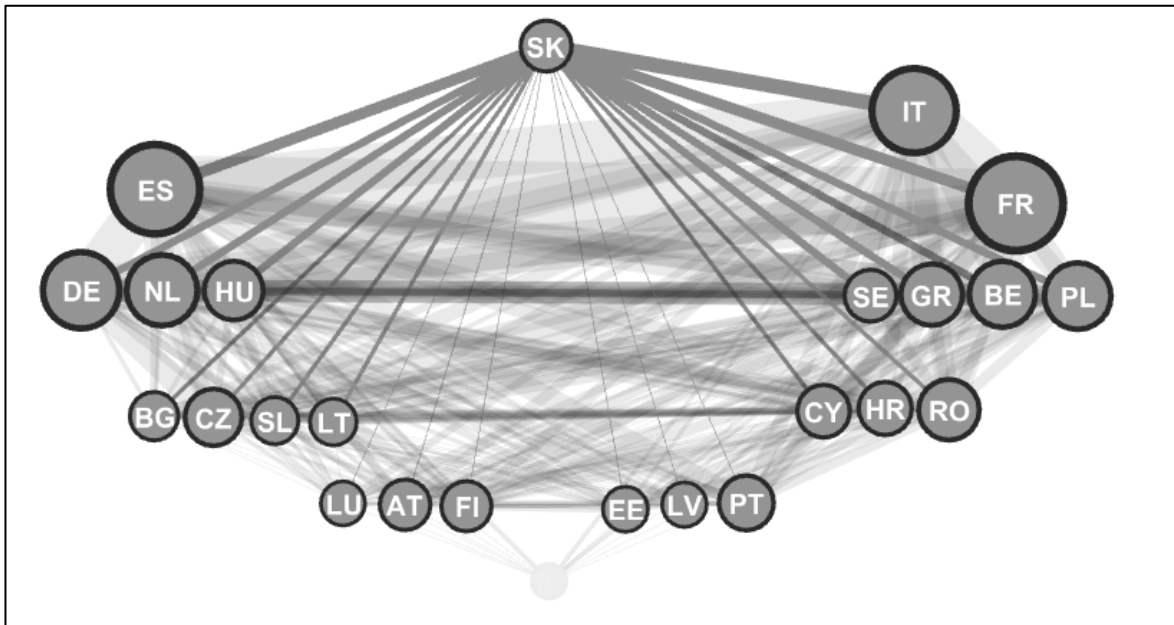 SK
IT
ES
FR
DE NL HU SE GR BE PL
BG CZ SL LT CY HR RO
LU AT FI EE LV PT